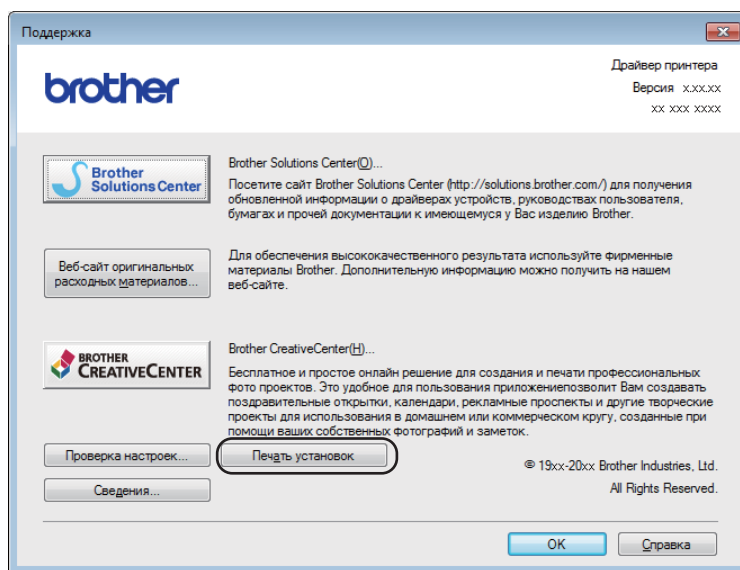 Поддержка
brother
Драйвер принтера
Версия x.xx.xx
xx xxx xxxx
Brother
Solutions Center
Brother Solutions Center(O)...
Посетите сайт Brother Solutions Center (http://solutions.brother.com/) для получения
обновленной информации о драйверах устройств, руководствах пользователя,
бумагах и прочей документации к имеющемуся у Вас изделию Brother.
Веб-сайт оригинальных
расходных материалов...
Для обеспечения высококачественного результата используйте фирменные
материалы Brother. Дополнительную информацию можно получить на нашем
веб-сайте.
BROTHER
CREATIVECENTER
Brother CreativeCenter(H)...
Бесплатное и простое онлайн решение для создания и печати профессиональных
фото проектов. Это удобное для пользования приложениепозволит Вам создавать
поздравительные открытки, календари, рекламные проспекты и другие творческие
проекты для использования в домашнем или коммерческом кругу, созданные при
помощи ваших собственных фотографий и заметок.
Проверка настроек...
Печать установок
© 19xx-20xx Brother Industries, Ltd.
Сведения...
All Rights Reserved.
OK
Справка